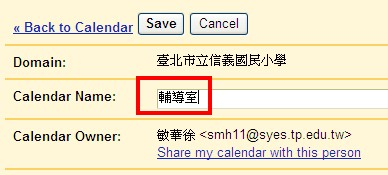 « Back to Calendar Save Cancel
Domain: 臺北市立信義國民小學
Calendar Name: 輔導室
Calendar Owner: 敏華徐 <smh11@syes.tp.edu.tw>
Share my calendar with this person